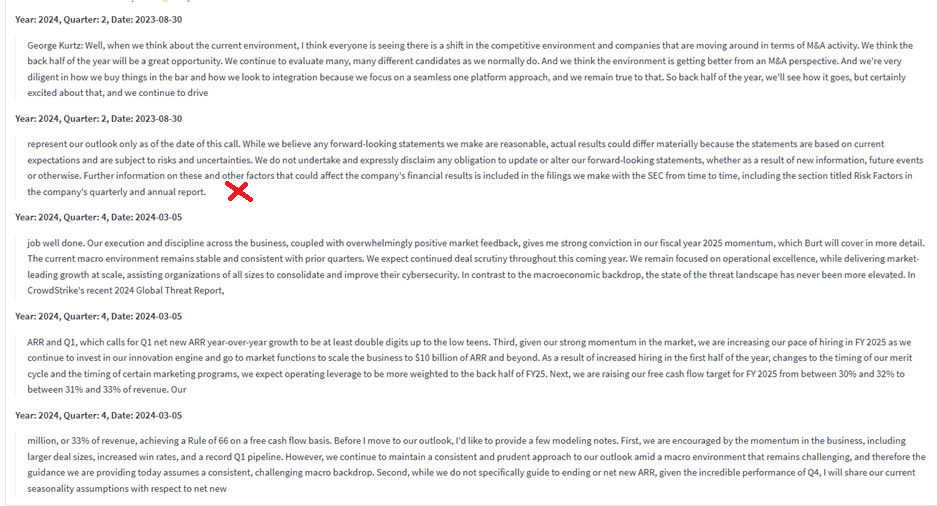 Year: 2024, Quarter: 2, Date: 2023-08-30
George Kurtz: Well, when we think about the current environment, I think everyone is seeing there is a shift in the competitive environment and companies that are moving around in terms of M&A activity. We think the
back half of the year will be a great opportunity. We continue to evaluate many, many different candidates as we normally do. And we think the environment is getting better from an M&A perspective. And we're very
diligent in how we buy things in the bar and how we look to integration because we focus on a seamless one platform approach, and we remain true to that. So back half of the year, we'll see how it goes, but certainly
excited about that, and we continue to drive
Year: 2024, Quarter: 2, Date: 2023-08-30
represent our outlook only as of the date of this call. While we believe any forward-looking statements we make are reasonable, actual results could differ materially because the statements are based on current
expectations and are subject to risks and uncertainties. We do not undertake and expressly disclaim any obligation to update or alter our forward-looking statements, whether as a result of new information, future events
or otherwise. Further information on these and other factors that could affect the company's financial results is included in the filings we make with the SEC from time to time, including the section titled Risk Factors in
the company's quarterly and annual report.
Year: 2024, Quarter: 4, Date: 2024-03-05
job well done. Our execution and discipline across the business, coupled with overwhelmingly positive market feedback, gives me strong conviction in our fiscal year 2025 momentum, which Burt will cover in more detail.
The current macro environment remains stable and consistent with prior quarters. We expect continued deal scrutiny throughout this coming year. We remain focused on operational excellence, while delivering market-
leading growth at scale, assisting organizations of all sizes to consolidate and improve their cybersecurity. In contrast to the macroeconomic backdrop, the state of the threat landscape has never been more elevated. In
CrowdStrike's recent 2024 Global Threat Report,
Year: 2024, Quarter: 4, Date: 2024-03-05
ARR and Q1, which calls for Q1 net new ARR year-over-year growth to be at least double digits up to the low teens. Third, given our strong momentum in the market, we are increasing our pace of hiring in FY 2025 as we
continue to invest in our innovation engine and go to market functions to scale the business to $10 billion of ARR and beyond. As a result of increased hiring in the first half of the year, changes to the timing of our merit
cycle and the timing of certain marketing programs, we expect operating leverage to be more weighted to the back half of FY25. Next, we are raising our free cash flow target for FY 2025 from between 30% and 32% to
between 31% and 33% of revenue. Our
Year: 2024, Quarter: 4, Date: 2024-03-05
million, or 33% of revenue, achieving a Rule of 66 on a free cash flow basis. Before I move to our outlook, I'd like to provide a few modeling notes. First, we are encouraged by the momentum in the business, including
larger deal sizes, increased win rates, and a record Q1 pipeline. However, we continue to maintain a consistent and prudent approach to our outlook amid a macro environment that remains challenging, and therefore the
guidance we are providing today assumes a consistent, challenging macro backdrop. Second, while we do not specifically guide to ending or net new ARR, given the incredible performance of Q4, I will share our current
seasonality assumptions with respect to net new